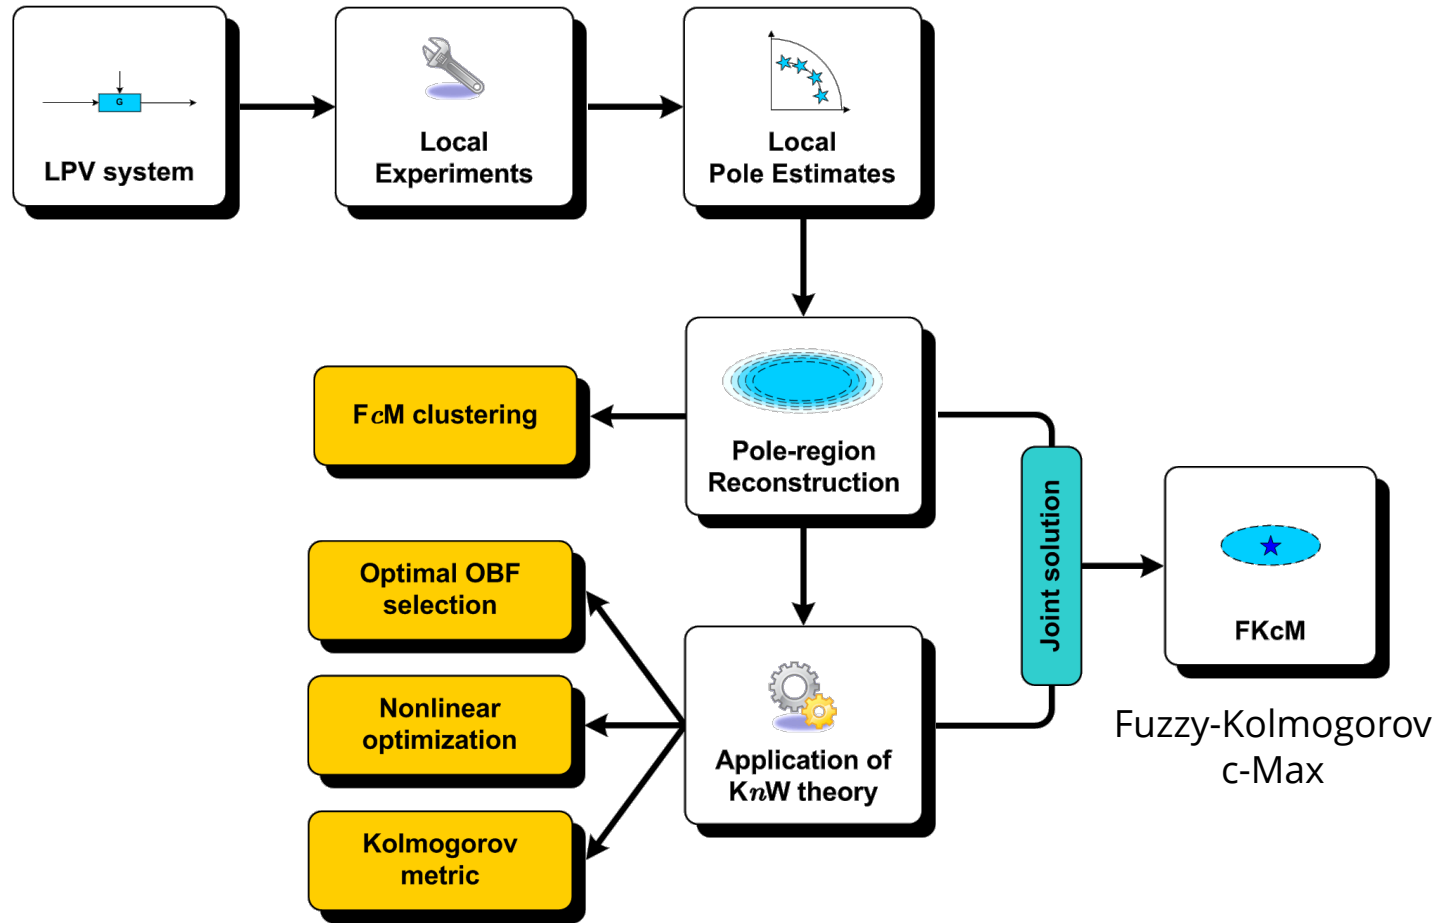 G
LPV system
Local
Experiments
Local
Pole Estimates
FcM clustering
Pole-region
Reconstruction
Joint solution
FKcM
Fuzzy-Kolmogorov
c-Max
Optimal OBF
selection
Nonlinear
optimization
Kolmogorov
metric
Application of
KnW theory